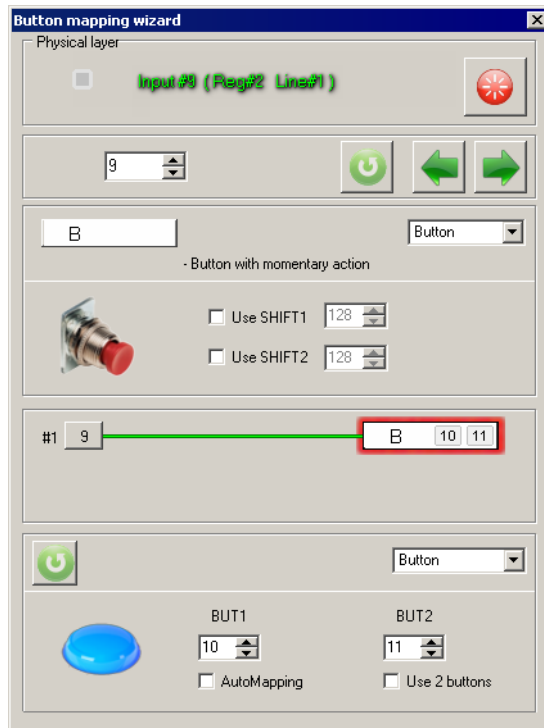 Button mapping wizard
Physical layer
Input#9 (Reg#2 Line#1)
9
B
Button
- Button with momentary action
Use SHIFT1 128
Use SHIFT2 128
#1 9 B 10 11
Button
BUT1 BUT2
10 11
AutoMapping Use 2 buttons